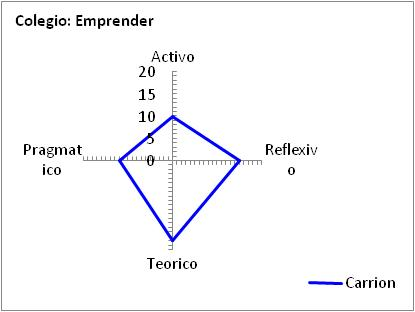 Colegio: Emprender
Activo
20
15
10
5
0
Pragmat
ico
Reflexiv
o
Teorico
Carrion